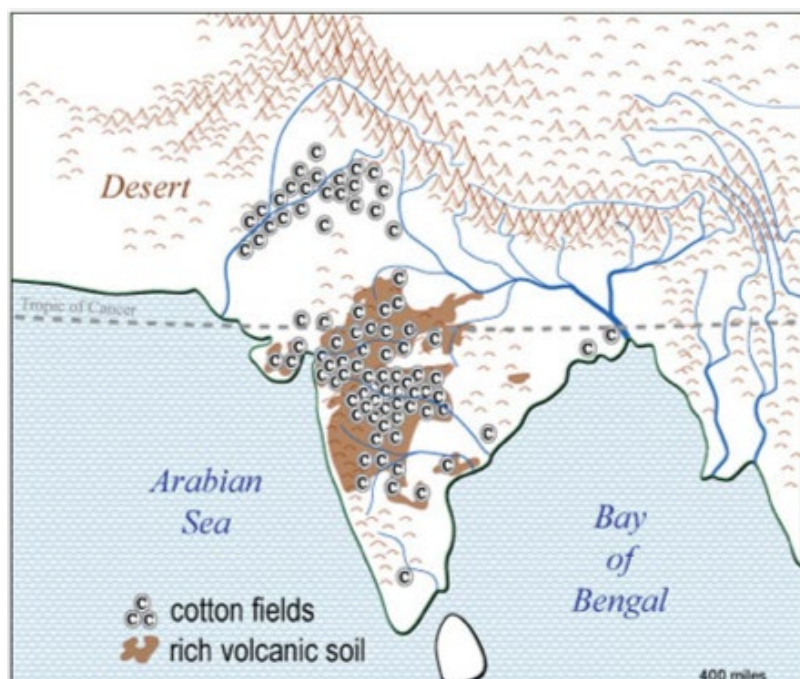 Desert
Tropic of Cancer
Arabian
Sea
Bay
of
Bengal
C
C C
cotton fields
rich volcanic soil
400 miles